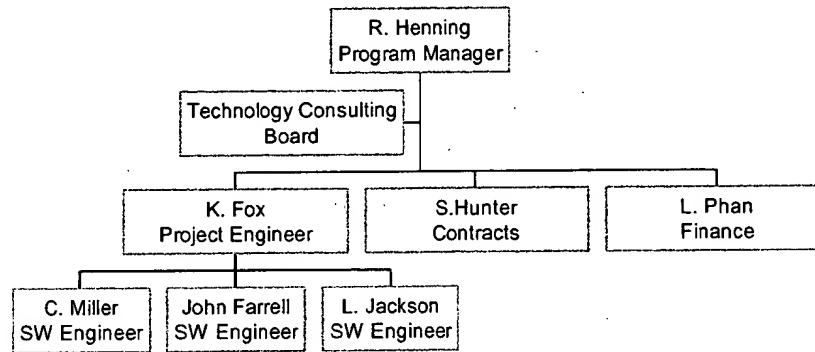 R. Henning
Program Manager
Technology Consulting
Board
K. Fox
Project Engineer
S.Hunter
Contracts
L. Phan
Finance
C. Miller
SW Engineer
John Farrell
SW Engineer
L. Jackson
SW Engineer